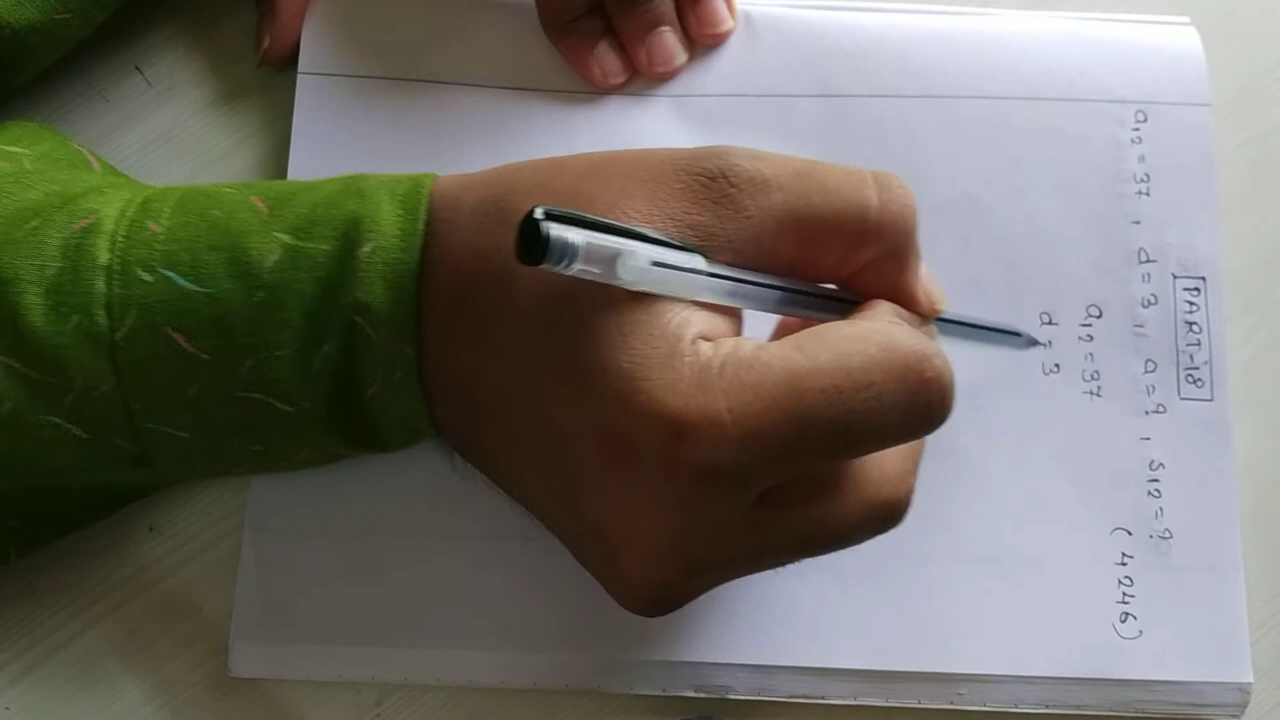 PART-18
a12 = 37 , d = 3 , a = ? , S12 = ?
(4246)
a12 = 37
d = 3